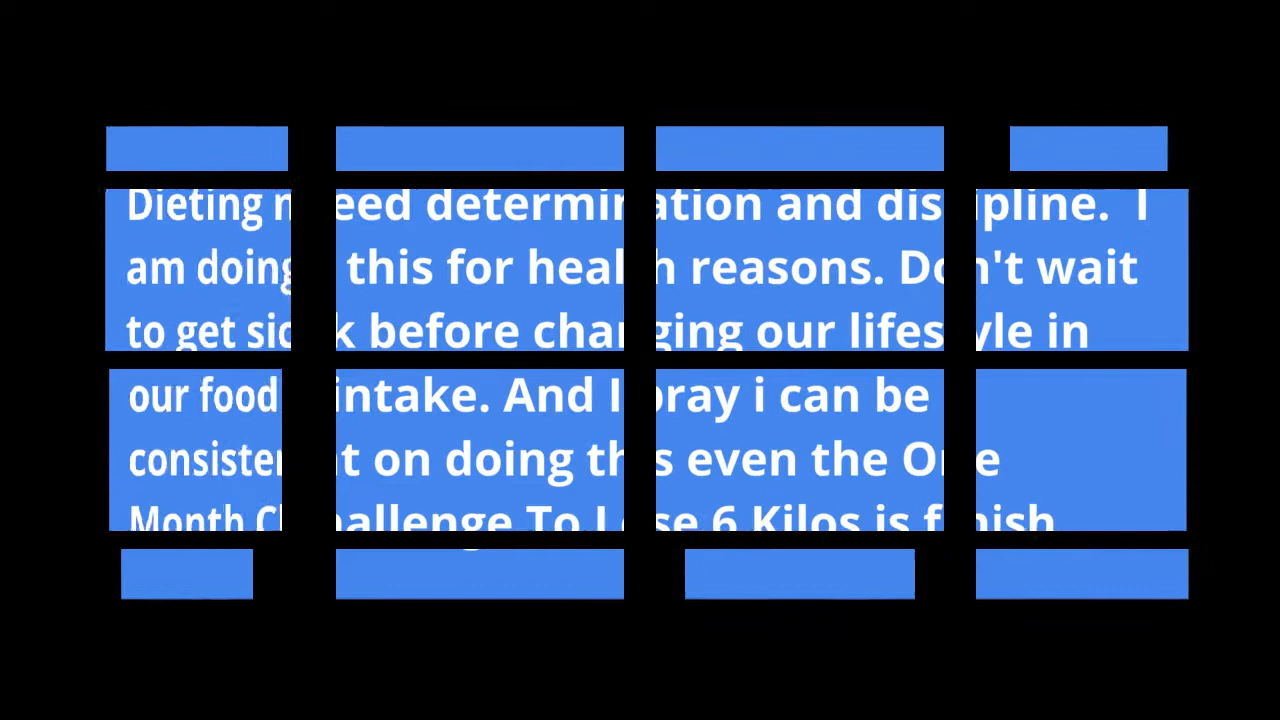 Dieting need determination and discipline. I
am doing this for health reasons. Don't wait
to get sick before changing our lifestyle in
our food intake. And I pray i can be
consistent on doing this even the One
Month Challenge To Lose 6 Kilos is finish